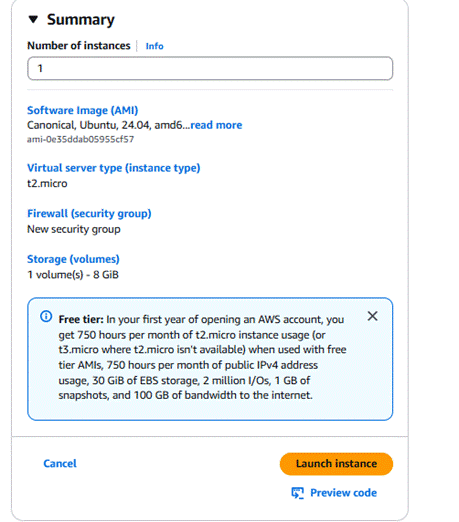 Summary
Number of instances Info
1
Software Image (AMI)
Canonical, Ubuntu, 24.04, amd6...read more
ami-0e35ddab05955cf57
Virtual server type (instance type)
t2.micro
Firewall (security group)
New security group
Storage (volumes)
1 volume(s) - 8 GiB
Free tier: In your first year of opening an AWS account, you
get 750 hours per month of t2.micro instance usage (or
t3.micro where t2.micro isn't available) when used with free
tier AMIs, 750 hours per month of public IPv4 address
usage, 30 GiB of EBS storage, 2 million I/Os, 1 GB of
snapshots, and 100 GB of bandwidth to the internet.
Cancel
Launch instance
Preview code